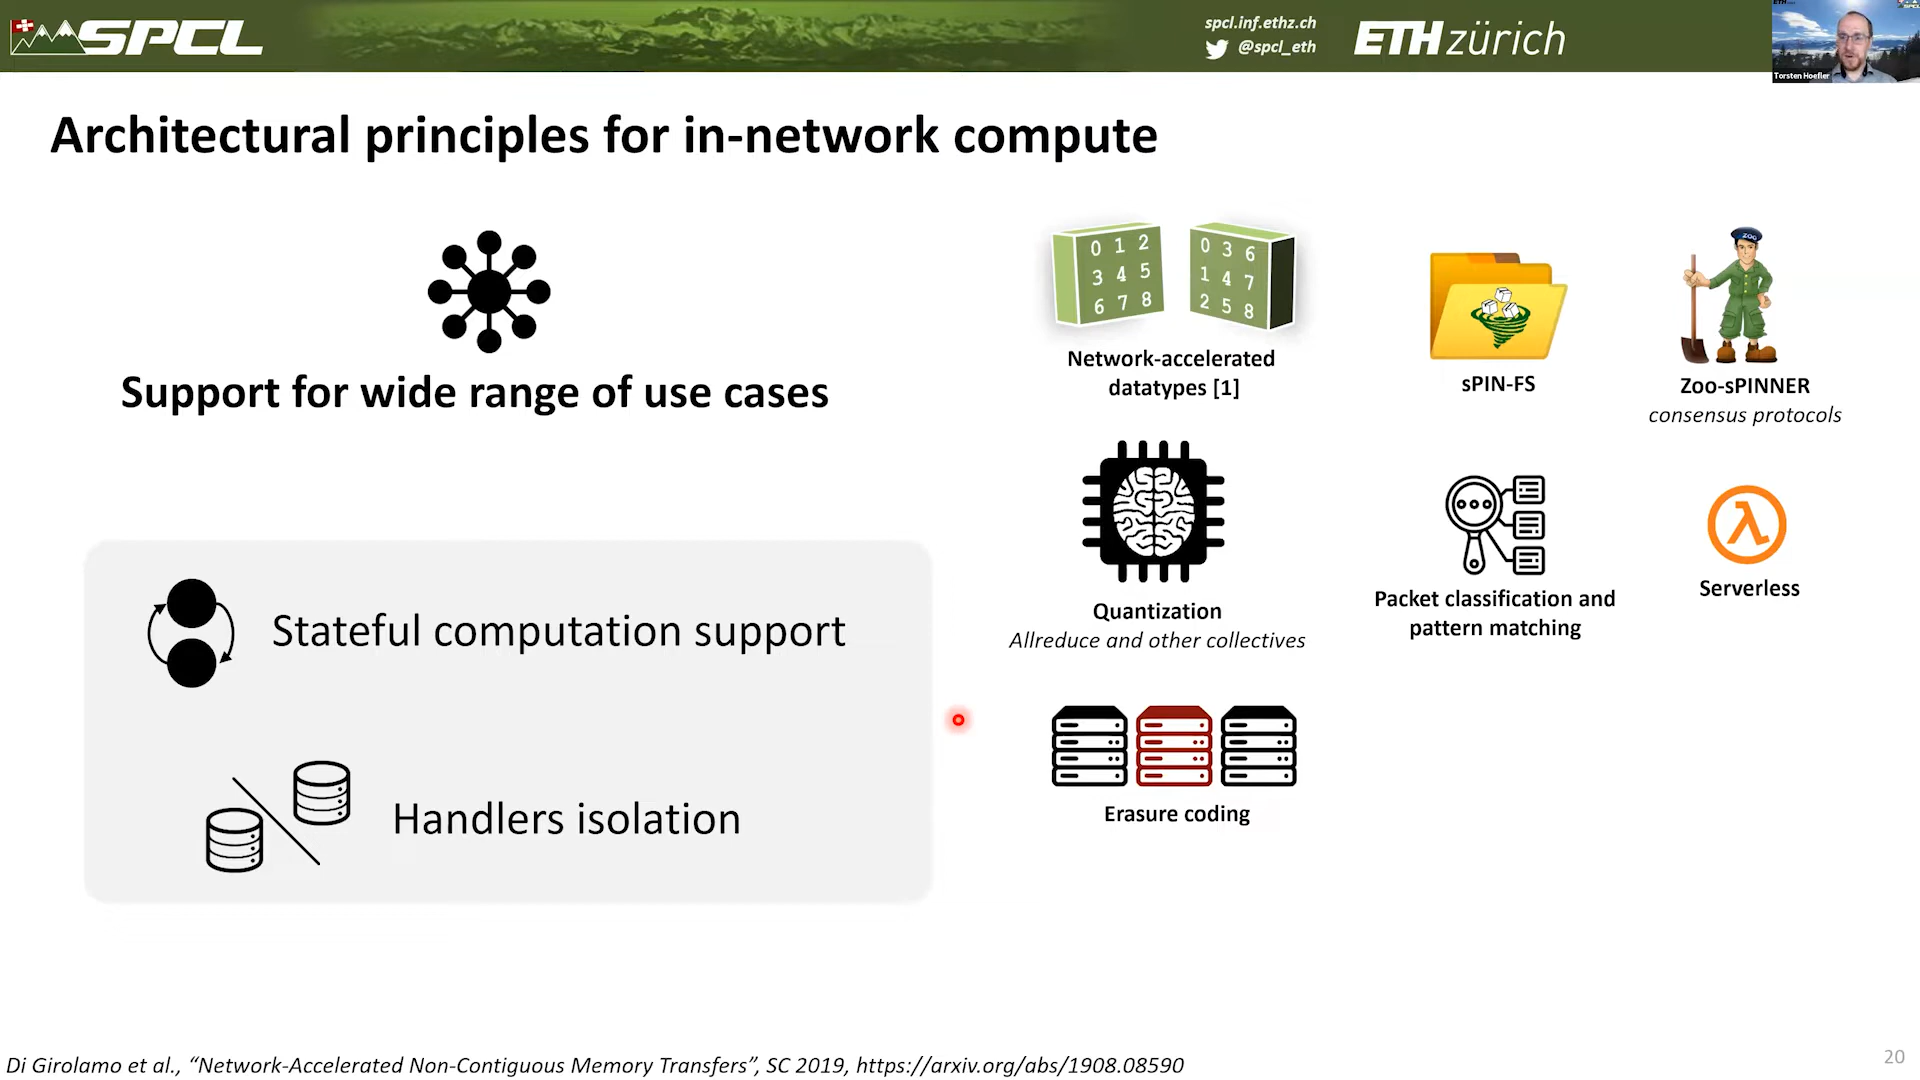 SPCL
spcl.inf.ethz.ch
@spcl_eth
ETH zürich
Torsten Hoefler
Architectural principles for in-network compute
Support for wide range of use cases
Stateful computation support
Handlers isolation
0 1 2
3 4 5
6 7 8
0 3 6
1 4 7
2 5 8
Network-accelerated
datatypes [1]
sPIN-FS
ZOO
Zoo-sPINNER
consensus protocols
Quantization
Allreduce and other collectives
Packet classification and
pattern matching
λ
Serverless
Erasure coding
Di Girolamo et al., “Network-Accelerated Non-Contiguous Memory Transfers”, SC 2019, https://arxiv.org/abs/1908.08590
20